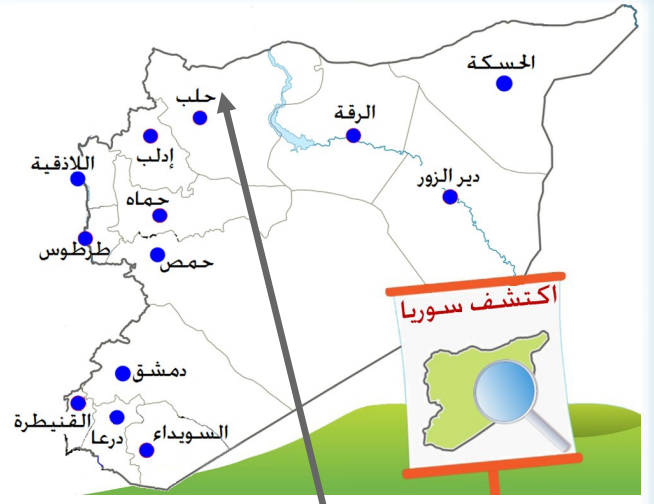 الحسكة
حلب
الرقة
إدلب
اللاذقية
دير الزور
حماه
طرطوس
حمص
اكتشف سوريا
دمشق
القنيطرة
درعا
السويداء